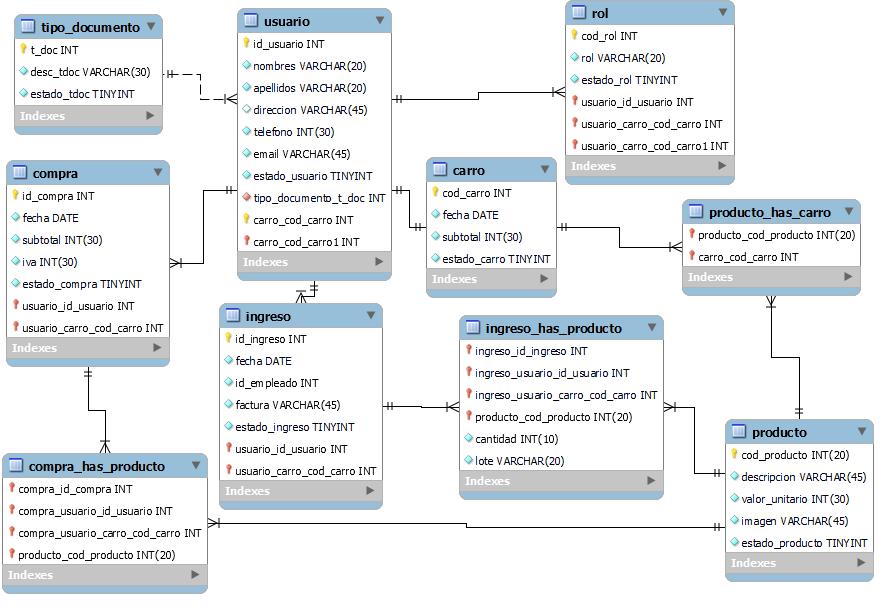 tipo_documento
t_doc INT
desc_tdoc VARCHAR(30)
estado_tdoc TINYINT
Indexes
usuario
id_usuario INT
nombres VARCHAR(20)
apellidos VARCHAR(20)
direccion VARCHAR(45)
telefono INT(30)
email VARCHAR(45)
estado_usuario TINYINT
tipo_documento_t_doc INT
carro_cod_carro INT
carro_cod_carro1 INT
Indexes
rol
cod_rol INT
rol VARCHAR(20)
estado_rol TINYINT
usuario_id_usuario INT
usuario_carro_cod_carro INT
usuario_carro_cod_carro1 INT
Indexes
compra
id_compra INT
fecha DATE
subtotal INT(30)
iva INT(30)
estado_compra TINYINT
usuario_id_usuario INT
usuario_carro_cod_carro INT
Indexes
carro
cod_carro INT
fecha DATE
subtotal INT(30)
estado_carro TINYINT
Indexes
producto_has_carro
producto_cod_producto INT(20)
carro_cod_carro INT
Indexes
ingreso
id_ingreso INT
fecha DATE
id_empleado INT
factura VARCHAR(45)
estado_ingreso TINYINT
usuario_id_usuario INT
usuario_carro_cod_carro INT
Indexes
ingreso_has_producto
ingreso_id_ingreso INT
ingreso_usuario_id_usuario INT
ingreso_usuario_carro_cod_carro INT
producto_cod_producto INT(20)
cantidad INT(10)
lote VARCHAR(20)
Indexes
producto
cod_producto INT(20)
descripcion VARCHAR(45)
valor_unitario INT(30)
imagen VARCHAR(45)
estado_producto TINYINT
Indexes
compra_has_producto
compra_id_compra INT
compra_usuario_id_usuario INT
compra_usuario_carro_cod_carro INT
producto_cod_producto INT(20)
Indexes